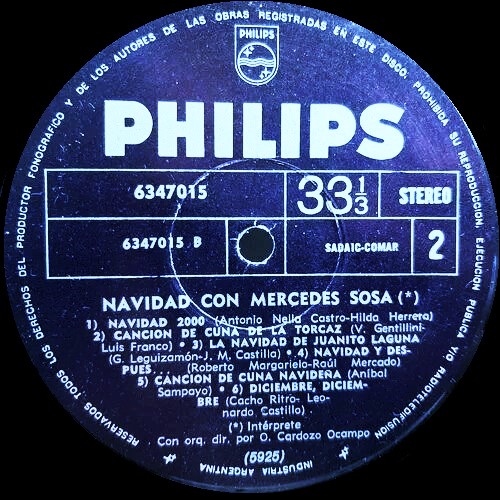 RESERVADOS TODOS LOS DERECHOS DEL PRODUCTOR FONOGRAFICO Y DE LOS AUTORES DE LAS OBRAS REGISTRADAS EN ESTE DISCO. PROHIBIDA SU REPRODUCCION, EJECUCION PUBLICA Y/O RADIOTELEDIFUSION
PHILIPS
PHILIPS
6347015
33 1/3
STEREO
6347015 B
SADAIC-COMAR
2
NAVIDAD CON MERCEDES SOSA (*)
1) NAVIDAD 2000 (Antonio Nella Castro-Hilda Herrera)
2) CANCION DE CUNA DE LA TORCAZ (V. Gentillini-
Luis Franco) • 3) LA NAVIDAD DE JUANITO LAGUNA
(G. Leguizamón-J. M. Castilla) • 4) NAVIDAD Y DES-
PUES... (Roberto Margarielo-Raúl Mercado)
5) CANCION DE CUNA NAVIDEÑA (Aníbal
Sampayo) • 6) DICIEMBRE, DICIEM-
BRE (Cacho Ritro- Leo-
nardo Castillo)
(*) Intérprete
Con orq. dir. por O. Cardozo Ocampo
(5925)
INDUSTRIA ARGENTINA